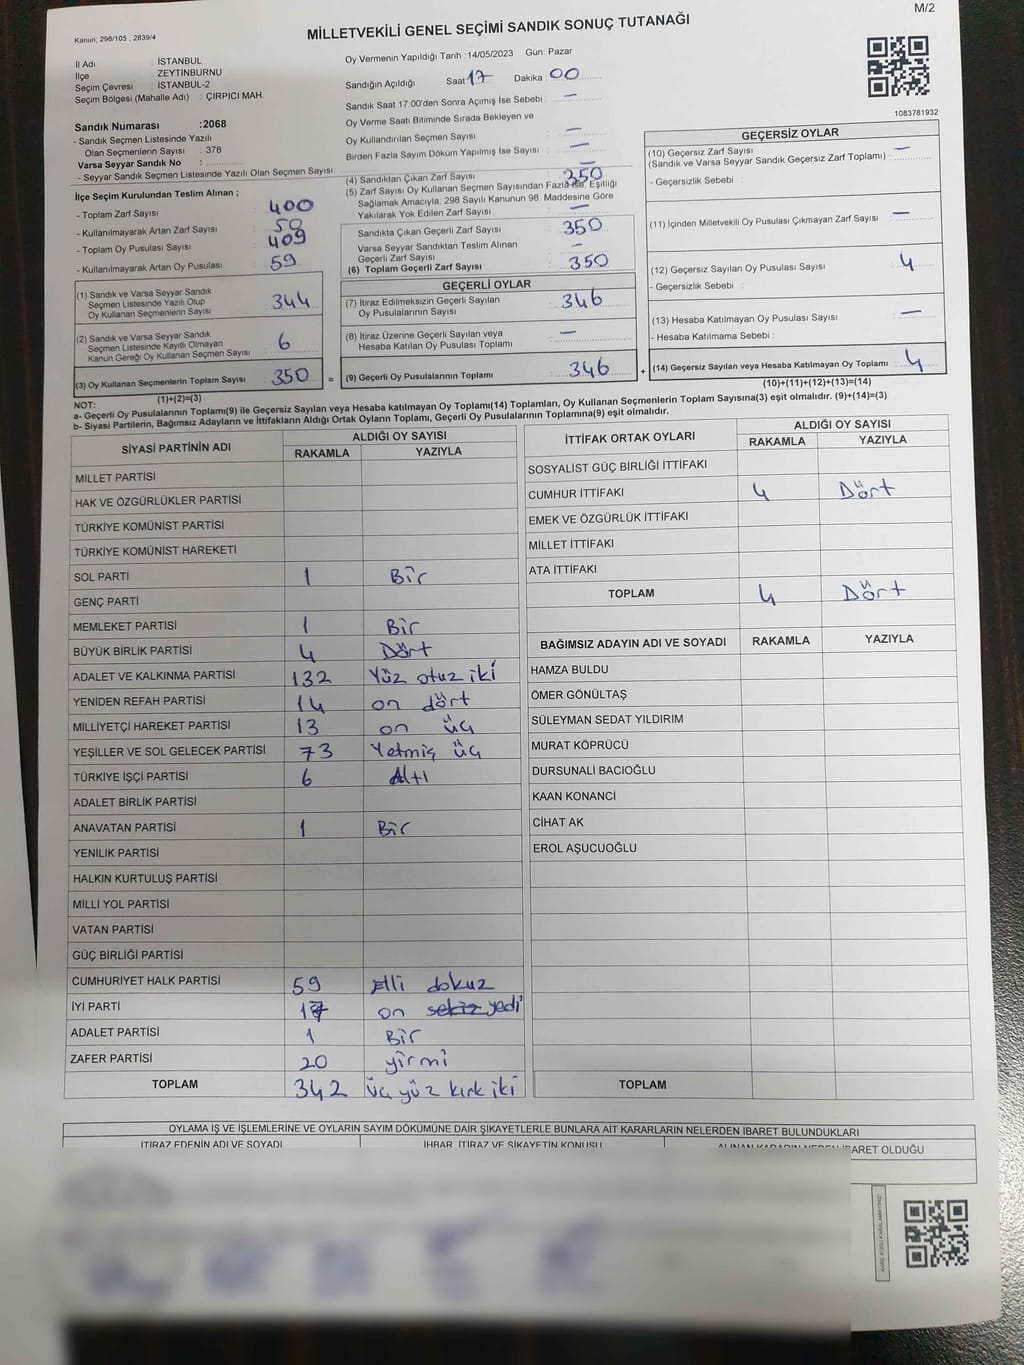 M/2
Kanun; 298/105 , 2839/4
MİLLETVEKİLİ GENEL SEÇİMİ SANDIK SONUÇ TUTANAĞI
İl Adı : İSTANBUL
İlçe : ZEYTİNBURNU
Seçim Çevresi : İSTANBUL-2
Seçim Bölgesi (Mahalle Adı) : ÇIRPICI MAH.
Sandık Numarası :2068
- Sandık Seçmen Listesinde Yazılı
Olan Seçmenlerin Sayısı : 378
Varsa Seyyar Sandık No :
- Seyyar Sandık Seçmen Listesinde Yazılı Olan Seçmen Sayısı
İlçe Seçim Kurulundan Teslim Alınan ;
- Toplam Zarf Sayısı : 400
- Kullanılmayarak Artan Zarf Sayısı : 50
- Toplam Oy Pusulası Sayısı : 409
- Kullanılmayarak Artan Oy Pusulası : 59
(1) Sandık ve Varsa Seyyar Sandık
Seçmen Listesinde Yazılı Olup
Oy Kullanan Seçmenlerin Sayısı : 344
(2) Sandık ve Varsa Seyyar Sandık
Seçmen Listesinde Kayıtlı Olmayan
Kanun Gereği Oy Kullanan Seçmen Sayısı : 6
(3) Oy Kullanan Seçmenlerin Toplam Sayısı : 350
(1)+(2)=(3)
Oy Vermenin Yapıldığı Tarih :14/05/2023 Gün: Pazar
Sandığın Açıldığı Saat 17 Dakika 00
Sandık Saat 17:00'den Sonra Açımış İse Sebebi : —
Oy Verme Saati Bitiminde Sırada Bekleyen ve
Oy Kullandırılan Seçmen Sayısı : —
Birden Fazla Sayım Döküm Yapılmış İse Sayısı : —
(4) Sandıktan Çıkan Zarf Sayısı : 350
(5) Zarf Sayısı Oy Kullanan Seçmen Sayısından Fazla İse, Eşitliği
Sağlamak Amacıyla, 298 Sayılı Kanunun 98. Maddesine Göre
Yakılarak Yok Edilen Zarf Sayısı : —
Sandıkta Çıkan Geçerli Zarf Sayısı : 350
Varsa Seyyar Sandıktan Teslim Alınan
Geçerli Zarf Sayısı : —
(6) Toplam Geçerli Zarf Sayısı : 350
GEÇERLİ OYLAR
(7) İtiraz Edilmeksizin Geçerli Sayılan
Oy Pusulalarının Sayısı : 346
(8) İtiraz Üzerine Geçerli Sayılan veya
Hesaba Katılan Oy Pusulası Toplamı : —
= (9) Geçerli Oy Pusulalarının Toplamı : 346
1083781932
GEÇERSİZ OYLAR
(10) Geçersiz Zarf Sayısı
(Sandık ve Varsa Seyyar Sandık Geçersiz Zarf Toplamı) : —
- Geçersizlik Sebebi :
(11) İçinden Milletvekili Oy Pusulası Çıkmayan Zarf Sayısı : —
(12) Geçersiz Sayılan Oy Pusulası Sayısı : 4
- Geçersizlik Sebebi :
(13) Hesaba Katılmayan Oy Pusulası Sayısı : —
- Hesaba Katılmama Sebebi :
+ (14) Geçersiz Sayılan veya Hesaba Katılmayan Oy Toplamı : 4
(10)+(11)+(12)+(13)=(14)
NOT:
a- Geçerli Oy Pusulalarının Toplamı(9) ile Geçersiz Sayılan veya Hesaba katılmayan Oy Toplamı(14) Toplamları, Oy Kullanan Seçmenlerin Toplam Sayısına(3) eşit olmalıdır. (9)+(14)=(3)
b- Siyasi Partilerin, Bağımsız Adayların ve İttifakların Aldığı Ortak Oyların Toplamı, Geçerli Oy Pusulalarının Toplamına(9) eşit olmalıdır.
SİYASİ PARTİNİN ADI ALDIĞI OY SAYISI
RAKAMLA YAZIYLA
MİLLET PARTİSİ
HAK VE ÖZGÜRLÜKLER PARTİSİ
TÜRKİYE KOMÜNİST PARTİSİ
TÜRKİYE KOMÜNİST HAREKETİ
SOL PARTİ 1 Bir
GENÇ PARTİ
MEMLEKET PARTİSİ 1 Bir
BÜYÜK BİRLİK PARTİSİ 4 Dört
ADALET VE KALKINMA PARTİSİ 132 Yüz otuz iki
YENİDEN REFAH PARTİSİ 14 on dört
MİLLİYETÇİ HAREKET PARTİSİ 13 on üç
YEŞİLLER VE SOL GELECEK PARTİSİ 73 Yetmiş üç
TÜRKİYE İŞÇİ PARTİSİ 6 Altı
ADALET BİRLİK PARTİSİ
ANAVATAN PARTİSİ 1 Bir
YENİLİK PARTİSİ
HALKIN KURTULUŞ PARTİSİ
MİLLİ YOL PARTİSİ
VATAN PARTİSİ
GÜÇ BİRLİĞİ PARTİSİ
CUMHURİYET HALK PARTİSİ 59 Elli dokuz
İYİ PARTİ 17 on sekiz yedi
ADALET PARTİSİ 1 Bir
ZAFER PARTİSİ 20 yirmi
TOPLAM 342 üç yüz kırk iki
İTTİFAK ORTAK OYLARI ALDIĞI OY SAYISI
RAKAMLA YAZIYLA
SOSYALİST GÜÇ BİRLİĞİ İTTİFAKI
CUMHUR İTTİFAKI 4 Dört
EMEK VE ÖZGÜRLÜK İTTİFAKI
MİLLET İTTİFAKI
ATA İTTİFAKI
TOPLAM 4 Dört
BAĞIMSIZ ADAYIN ADI VE SOYADI RAKAMLA YAZIYLA
HAMZA BULDU
ÖMER GÖNÜLTAŞ
SÜLEYMAN SEDAT YILDIRIM
MURAT KÖPRÜCÜ
DURSUNALİ BACIOĞLU
KAAN KONANCİ
CİHAT AK
EROL AŞUCUOĞLU
TOPLAM
OYLAMA İŞ VE İŞLEMLERİNE VE OYLARIN SAYIM DÖKÜMÜNE DAİR ŞİKAYETLERLE BUNLARA AİT KARARLARIN NELERDEN İBARET BULUNDUKLARI
İTİRAZ EDENİN ADI VE SOYADI İHBAR, İTİRAZ VE ŞİKAYETİN KONUSU ALINAN KARARIN NEDEN İBARET OLDUĞU